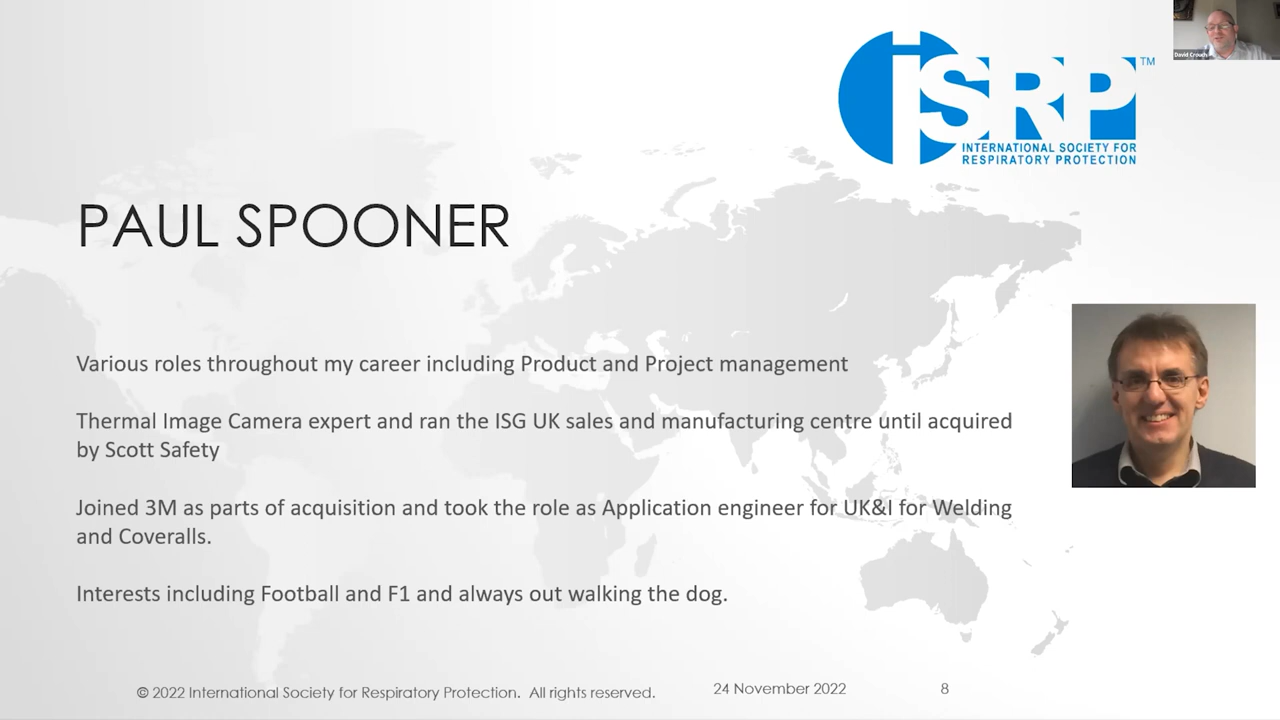 David Crouch
iSRP™
INTERNATIONAL SOCIETY FOR
RESPIRATORY PROTECTION
PAUL SPOONER
Various roles throughout my career including Product and Project management
Thermal Image Camera expert and ran the ISG UK sales and manufacturing centre until acquired
by Scott Safety
Joined 3M as parts of acquisition and took the role as Application engineer for UK&I for Welding
and Coveralls.
Interests including Football and F1 and always out walking the dog.
© 2022 International Society for Respiratory Protection. All rights reserved.
24 November 2022
8